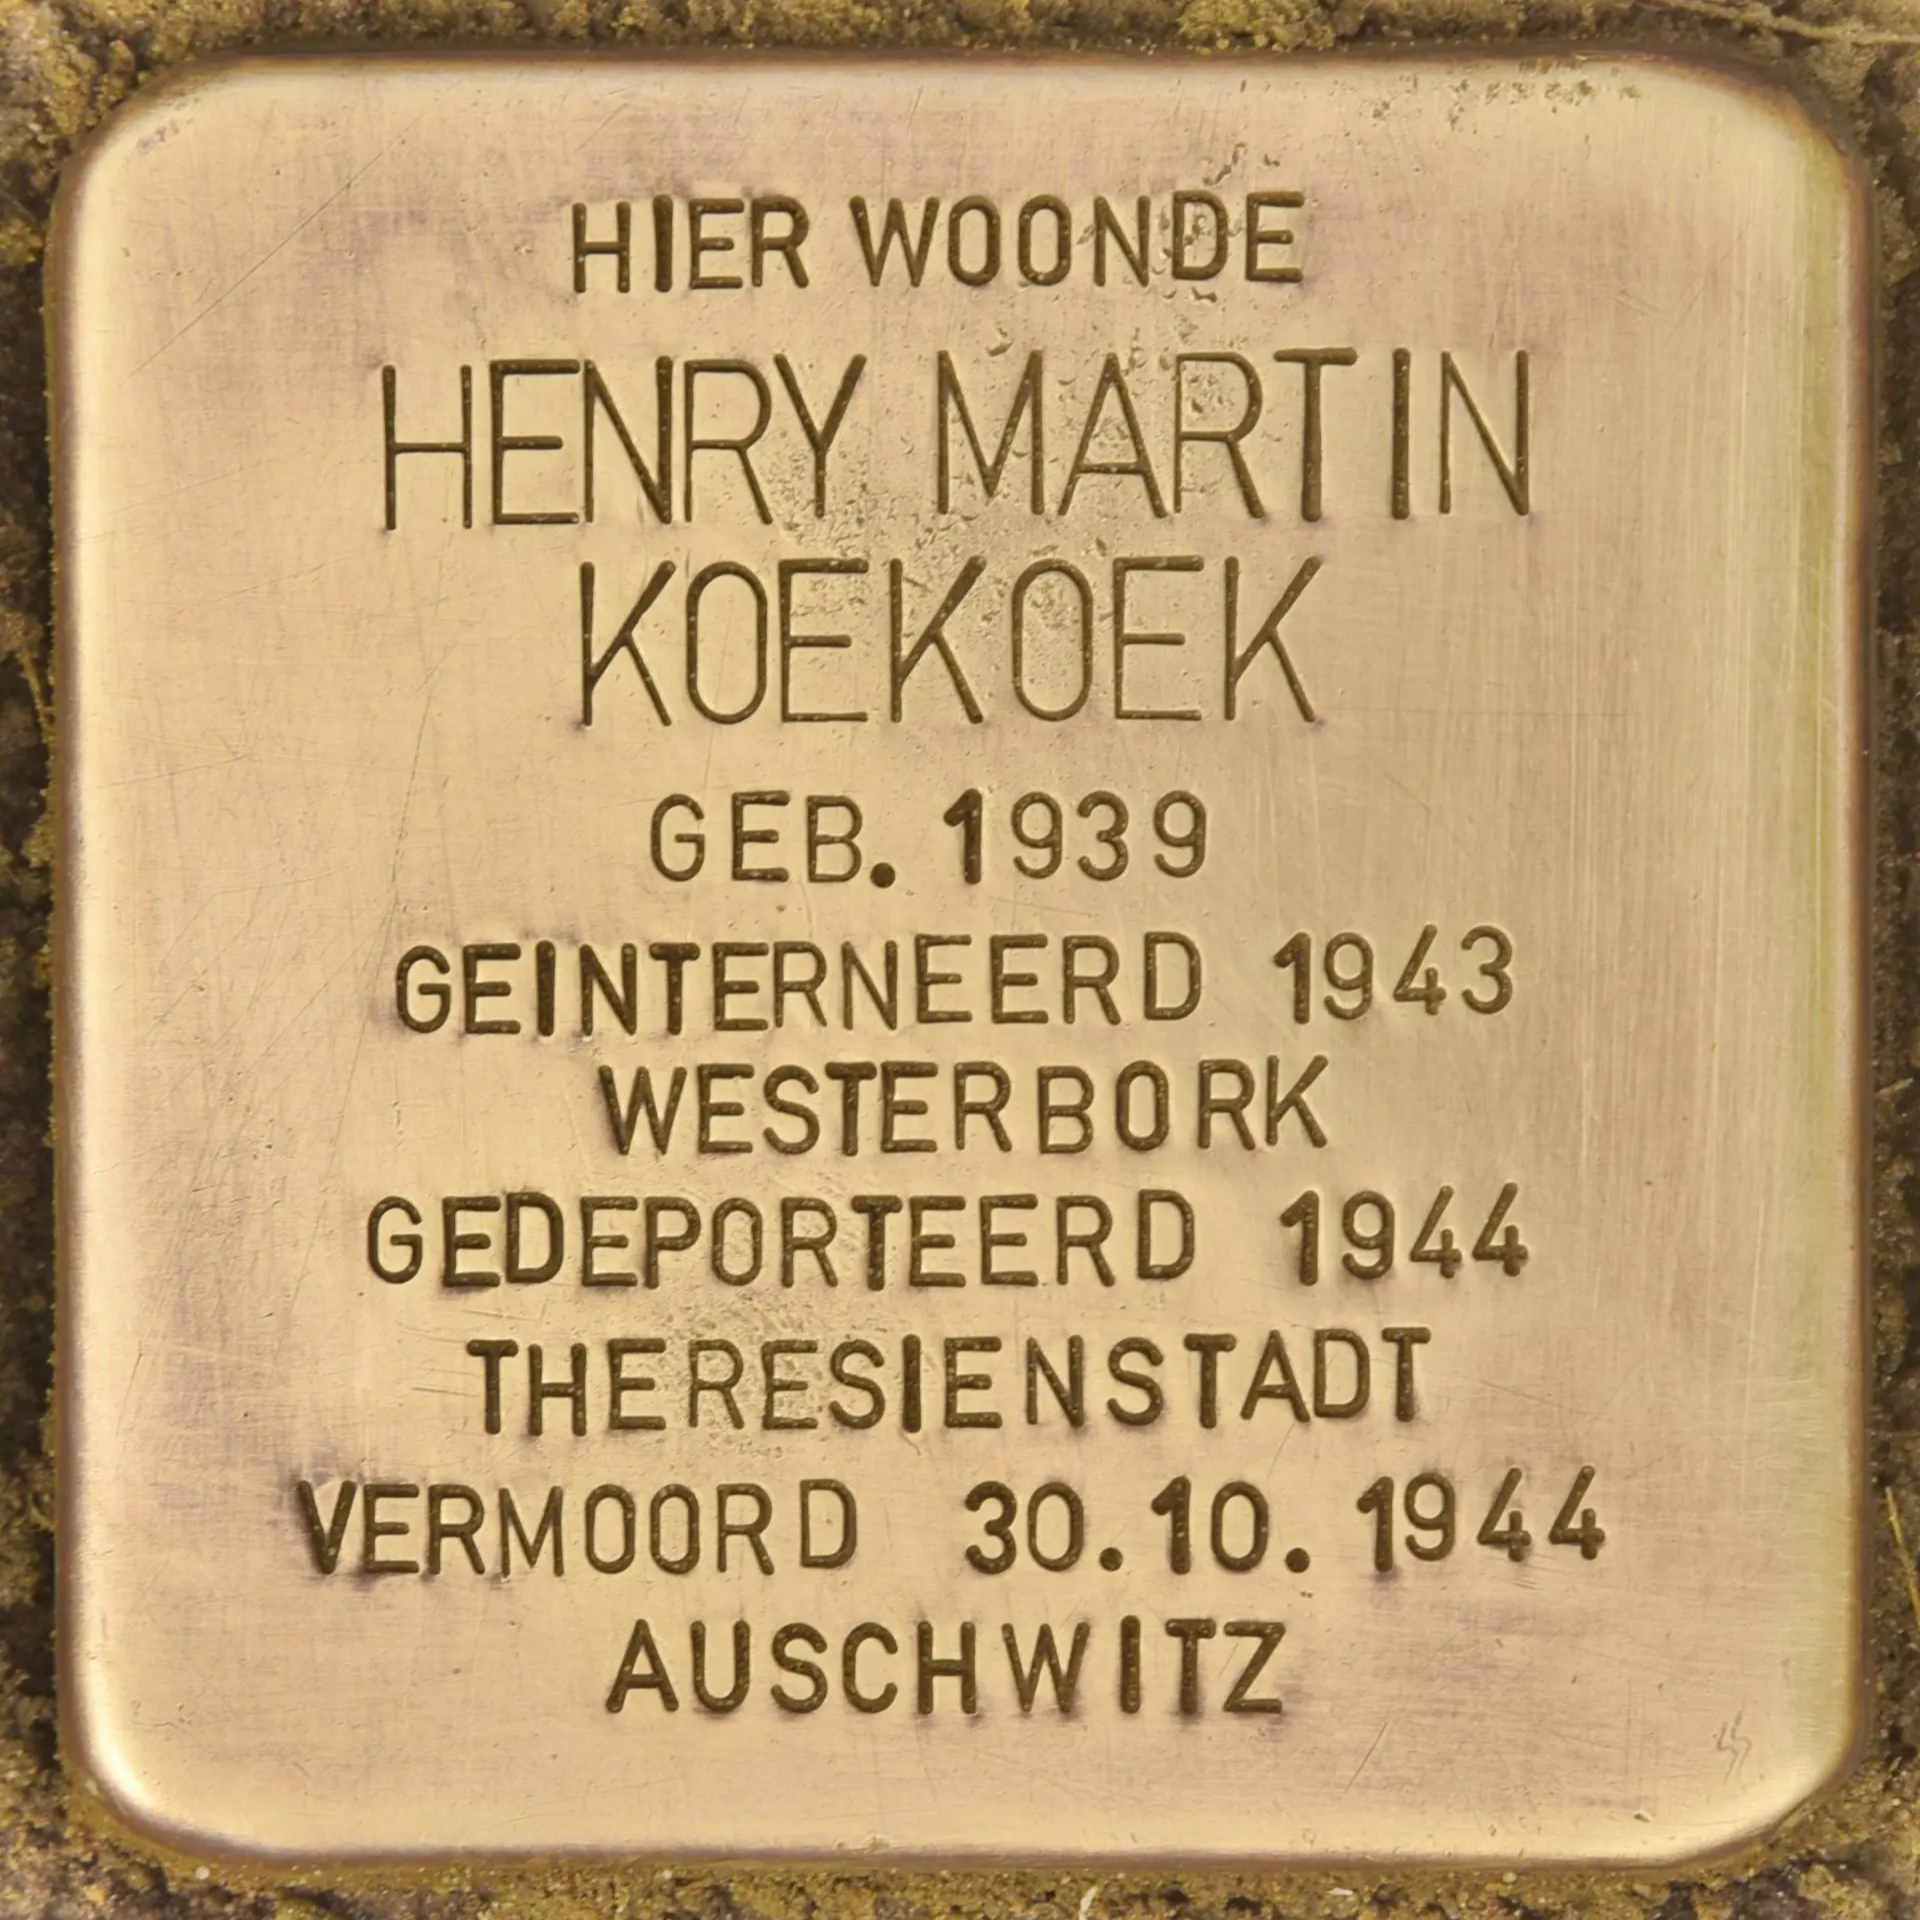 HIER WOONDE
HENRY MARTIN
KOEKOEK
GEB. 1939
GEINTERNEERD 1943
WESTERBORK
GEDEPORTEERD 1944
THERESIENSTADT
VERMOORD 30.10.1944
AUSCHWITZ